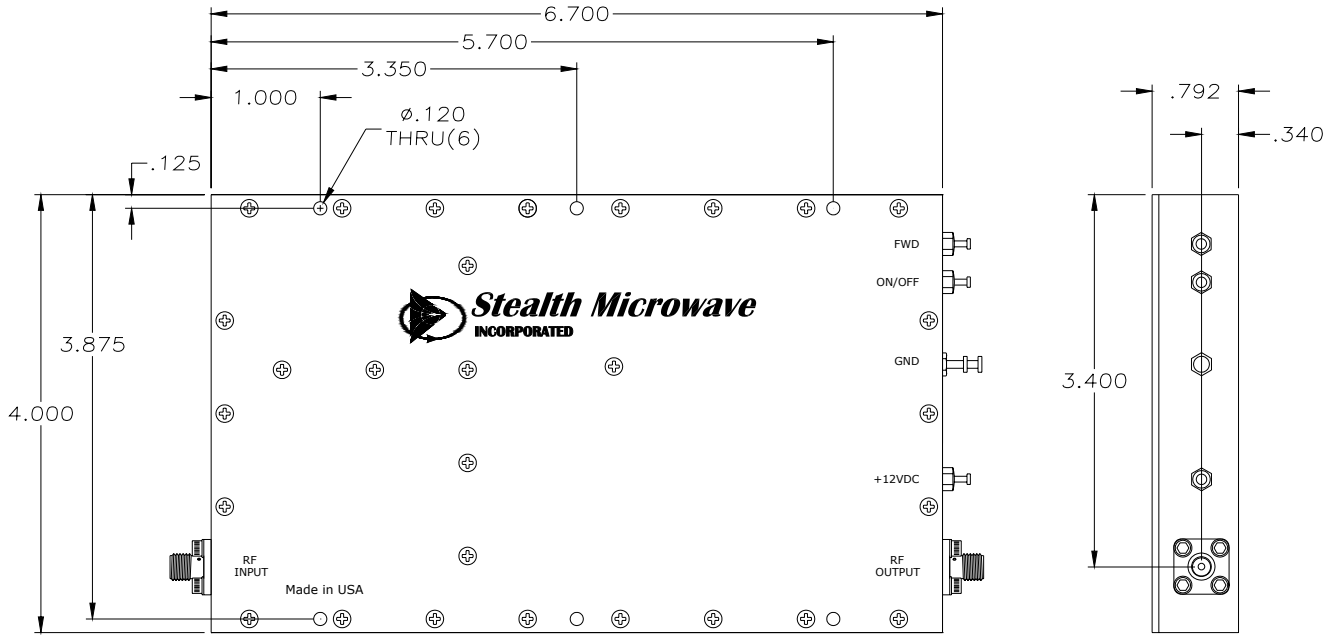 6.700
5.700
3.350
1.000
ø.120
THRU(6)
.125
.792
.340
FWD
ON/OFF
Stealth Microwave
INCORPORATED
3.875
GND
3.400
4.000
+12VDC
RF
INPUT
RF
OUTPUT
Made in USA